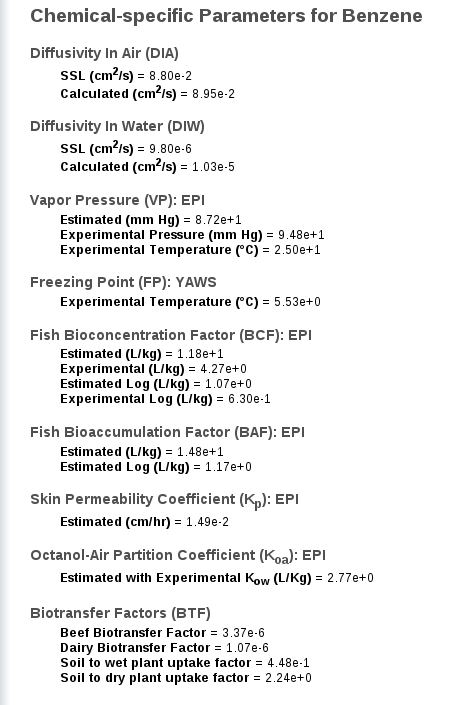 Chemical-specific Parameters for Benzene
Diffusivity In Air (DIA)
SSL (cm²/s) = 8.80e-2
Calculated (cm²/s) = 8.95e-2
Diffusivity In Water (DIW)
SSL (cm²/s) = 9.80e-6
Calculated (cm²/s) = 1.03e-5
Vapor Pressure (VP): EPI
Estimated (mm Hg) = 8.72e+1
Experimental Pressure (mm Hg) = 9.48e+1
Experimental Temperature (°C) = 2.50e+1
Freezing Point (FP): YAWS
Experimental Temperature (°C) = 5.53e+0
Fish Bioconcentration Factor (BCF): EPI
Estimated (L/kg) = 1.18e+1
Experimental (L/kg) = 4.27e+0
Estimated Log (L/kg) = 1.07e+0
Experimental Log (L/kg) = 6.30e-1
Fish Bioaccumulation Factor (BAF): EPI
Estimated (L/kg) = 1.48e+1
Estimated Log (L/kg) = 1.17e+0
Skin Permeability Coefficient (Kp): EPI
Estimated (cm/hr) = 1.49e-2
Octanol-Air Partition Coefficient (Koa): EPI
Estimated with Experimental Kow (L/Kg) = 2.77e+0
Biotransfer Factors (BTF)
Beef Biotransfer Factor = 3.37e-6
Dairy Biotransfer Factor = 1.07e-6
Soil to wet plant uptake factor = 4.48e-1
Soil to dry plant uptake factor = 2.24e+0